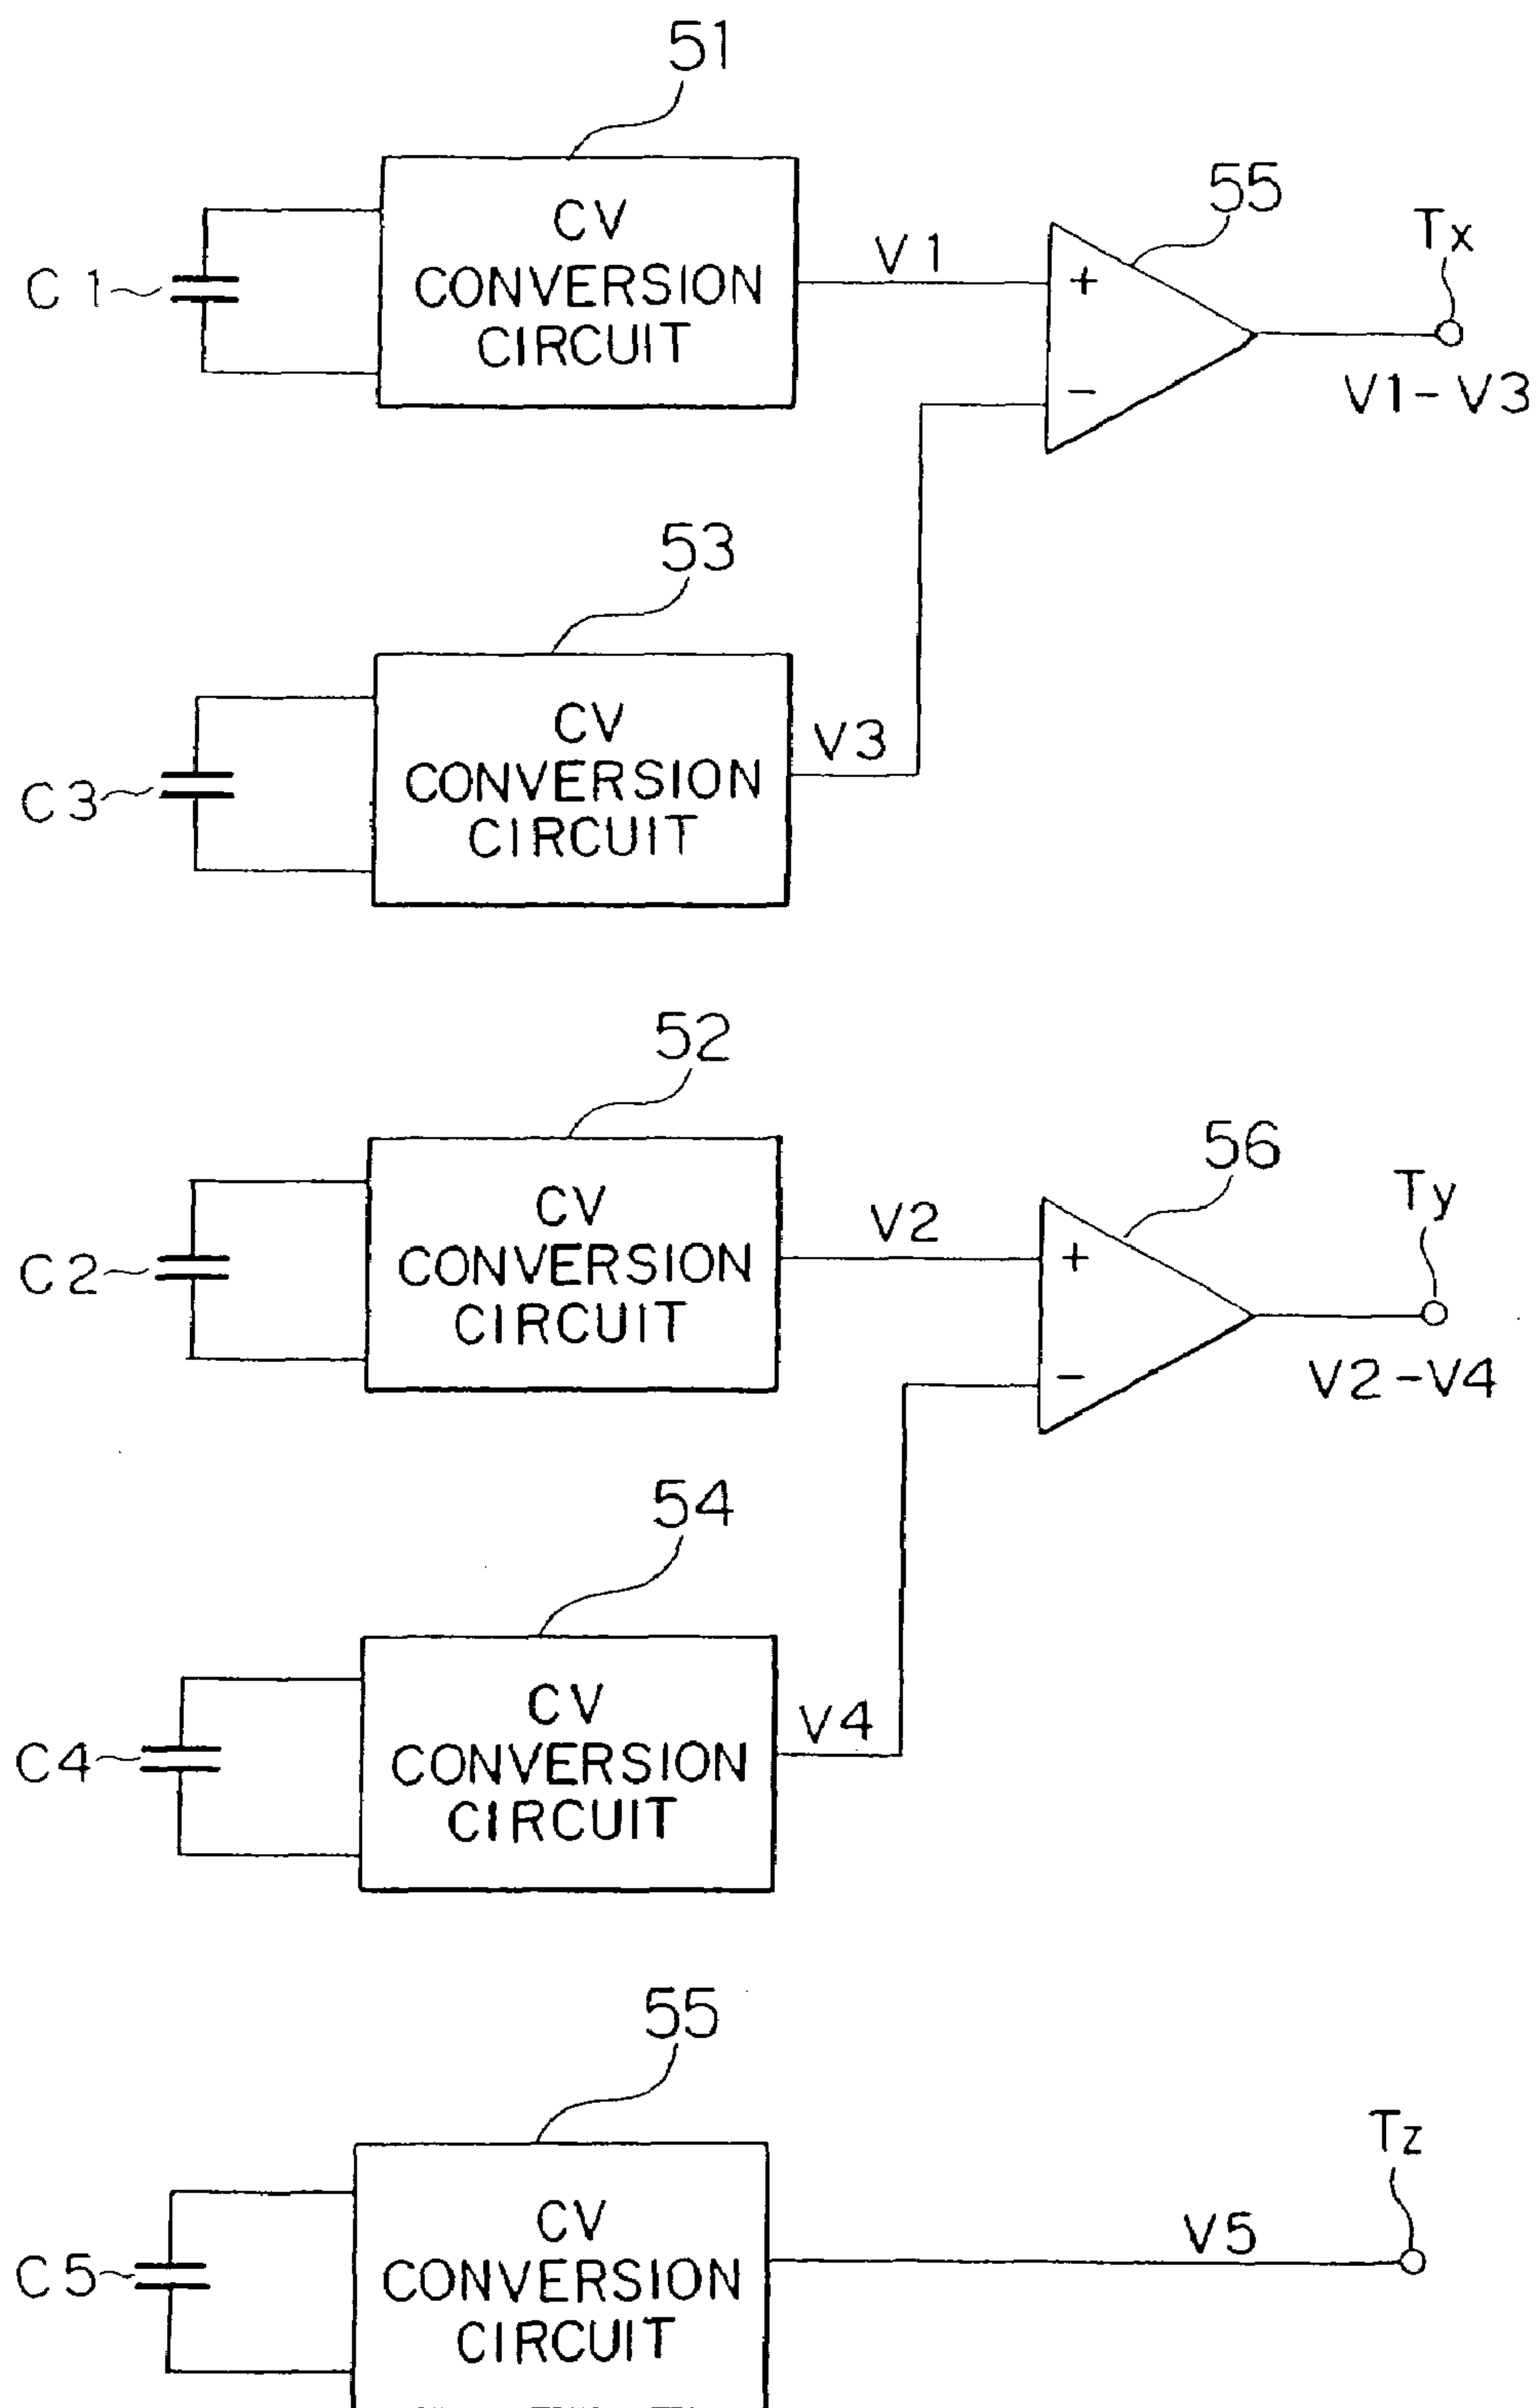 51
CV
CONVERSION
CIRCUIT
C1
V1
+
-
55
Tx
V1-V3
53
CV
CONVERSION
CIRCUIT
C3
V3
52
CV
CONVERSION
CIRCUIT
C2
V2
+
-
56
Ty
V2-V4
54
CV
CONVERSION
CIRCUIT
C4
V4
55
CV
CONVERSION
CIRCUIT
C5
V5
Tz